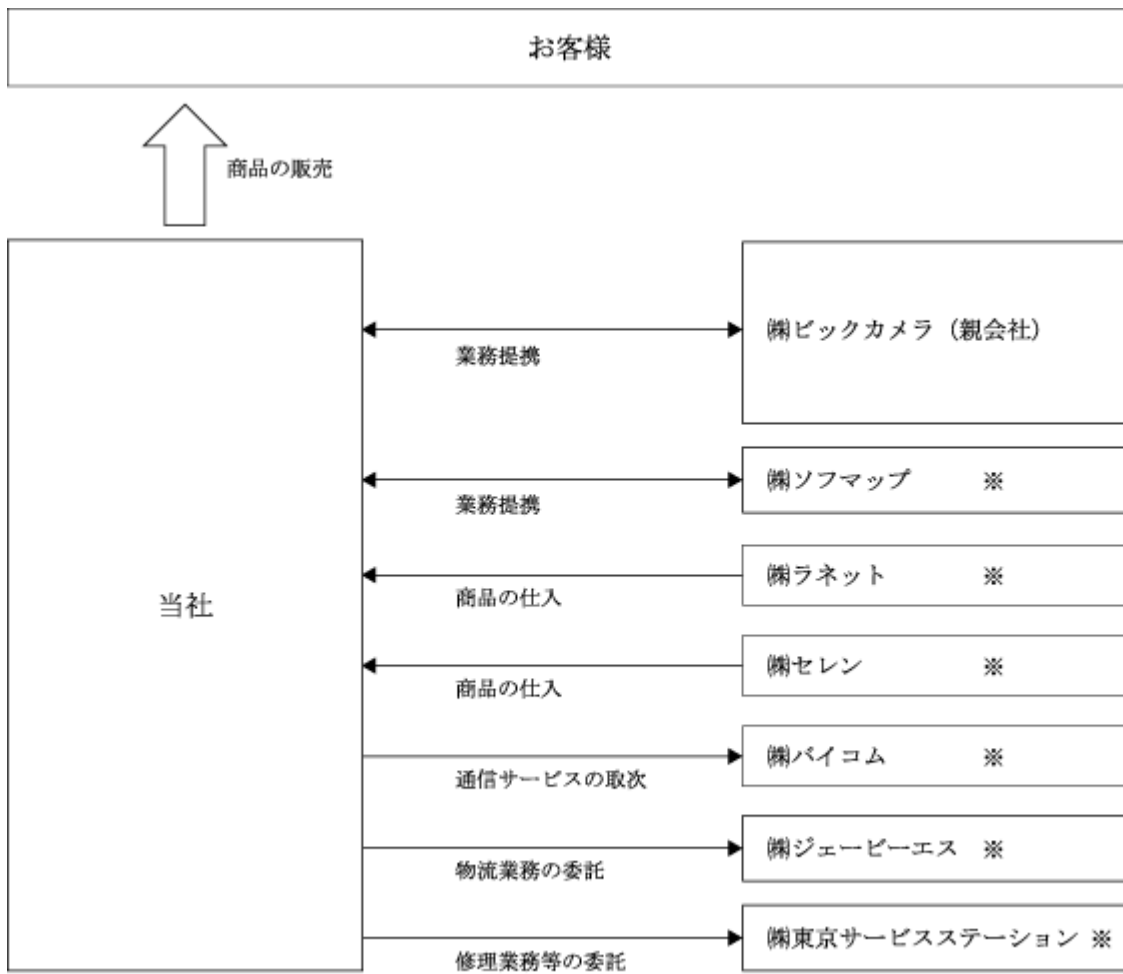 お客様
商品の販売
当社
業務提携
㈱ビックカメラ（親会社）
業務提携
㈱ソフマップ ※
商品の仕入
㈱ラネット ※
商品の仕入
㈱セレン ※
通信サービスの取次
㈱バイコム ※
物流業務の委託
㈱ジェービーエス ※
修理業務等の委託
㈱東京サービスステーション ※